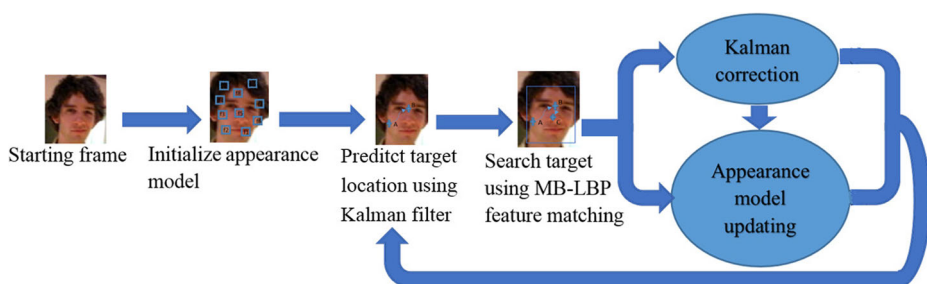 Starting frame
Initialize appearance
model
Preditct target
location using
Kalman filter
Search target
using MB-LBP
feature matching
Kalman
correction
Appearance
model
updating